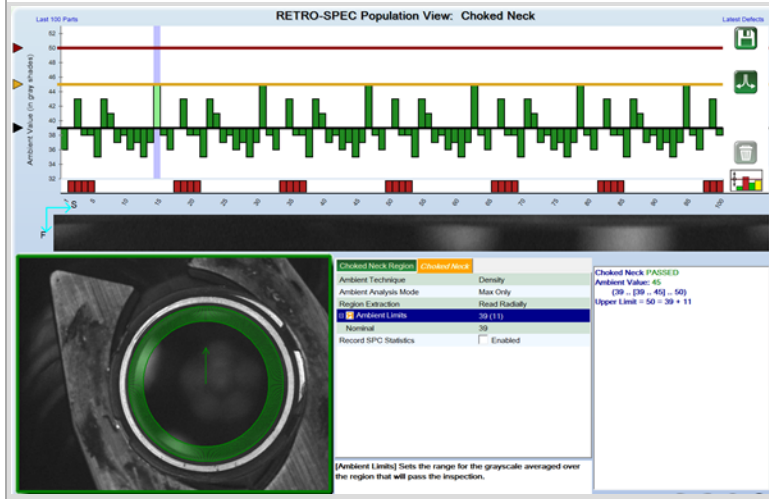 RETRO-SPEC Population View: Choked Neck
Last 100 Parts
Latest Defects
Ambient Value (in gray shades)
52
50
48
46
44
42
40
38
36
34
32
1 5 10 15 20 25 30 35 40 45 50 55 60 65 70 75 80 85 90 95 100
S
F
Choked Neck Region Choked Neck
Ambient Technique Density
Ambient Analysis Mode Max Only
Region Extraction Read Radially
Ambient Limits 39 (11)
Nominal 39
Record SPC Statistics Enabled
[Ambient Limits] Sets the range for the grayscale averaged over
the region that will pass the inspection.
Choked Neck PASSED
Ambient Value: 45
(39 .. [39 .. 45] .. 50)
Upper Limit = 50 = 39 + 11